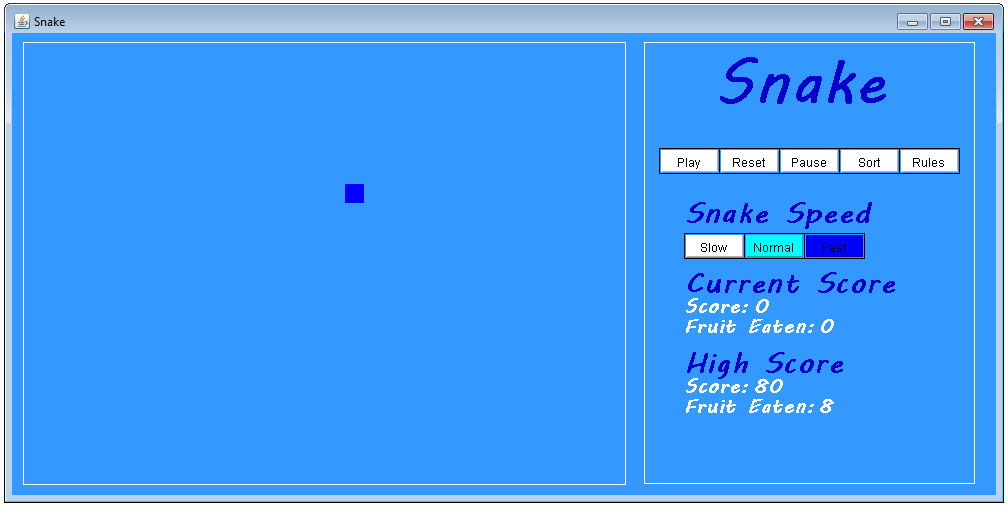 Snake
Snake
Play Reset Pause Sort Rules
Snake Speed
Slow Normal Fast
Current Score
Score: 0
Fruit Eaten: 0
High Score
Score: 80
Fruit Eaten: 8